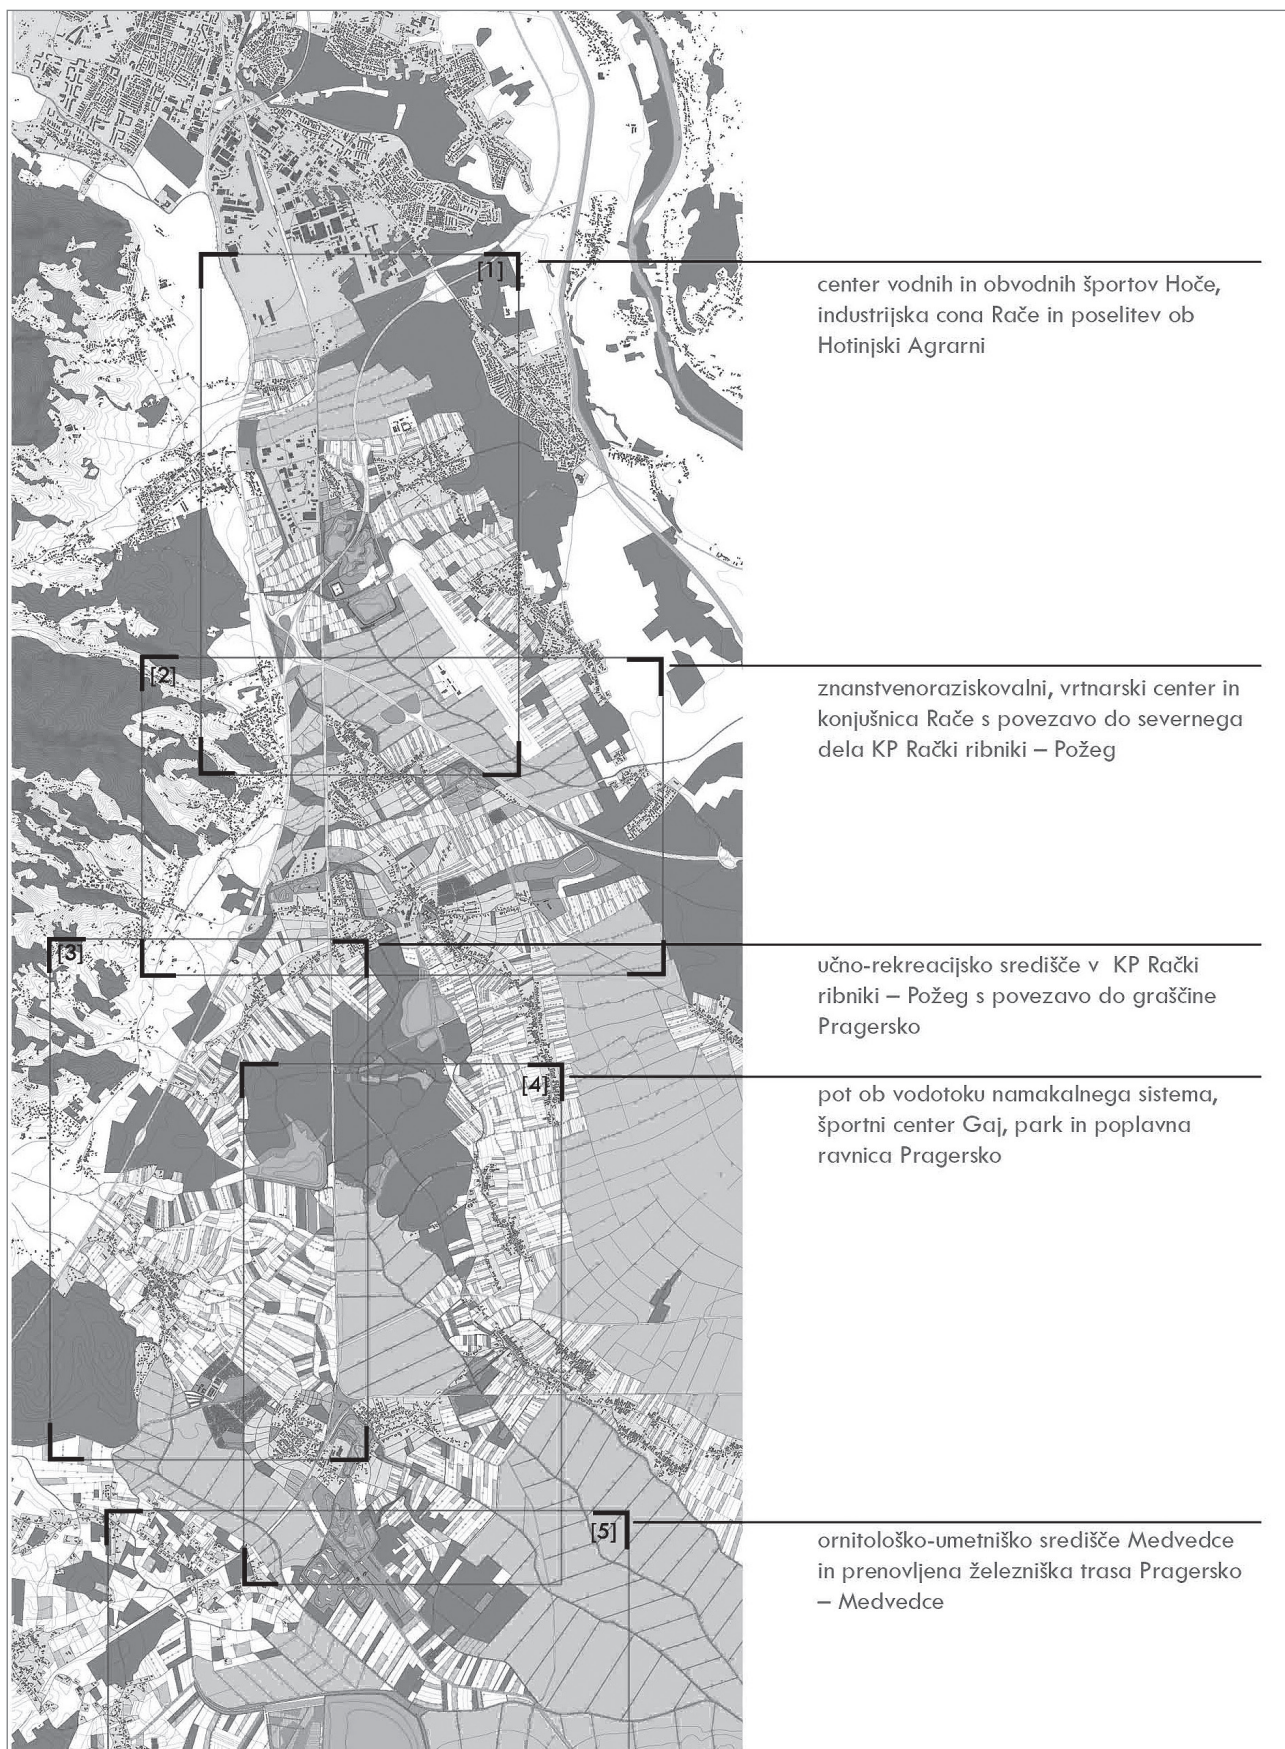 [1]
center vodnih in obvodnih športov Hoče,
industrijska cona Rače in poselitev ob
Hotinjski Agrarni
[2]
znanstvenoraziskovalni, vrtnarski center in
konjušnica Rače s povezavo do severnega
dela KP Rački ribniki – Požeg
[3]
učno-rekreacijsko središče v KP Rački
ribniki – Požeg s povezavo do graščine
Pragersko
[4]
pot ob vodotoku namakalnega sistema,
športni center Gaj, park in poplavna
ravnica Pragersko
[5]
ornitološko-umetniško središče Medvedce
in prenovljena železniška trasa Pragersko
– Medvedce